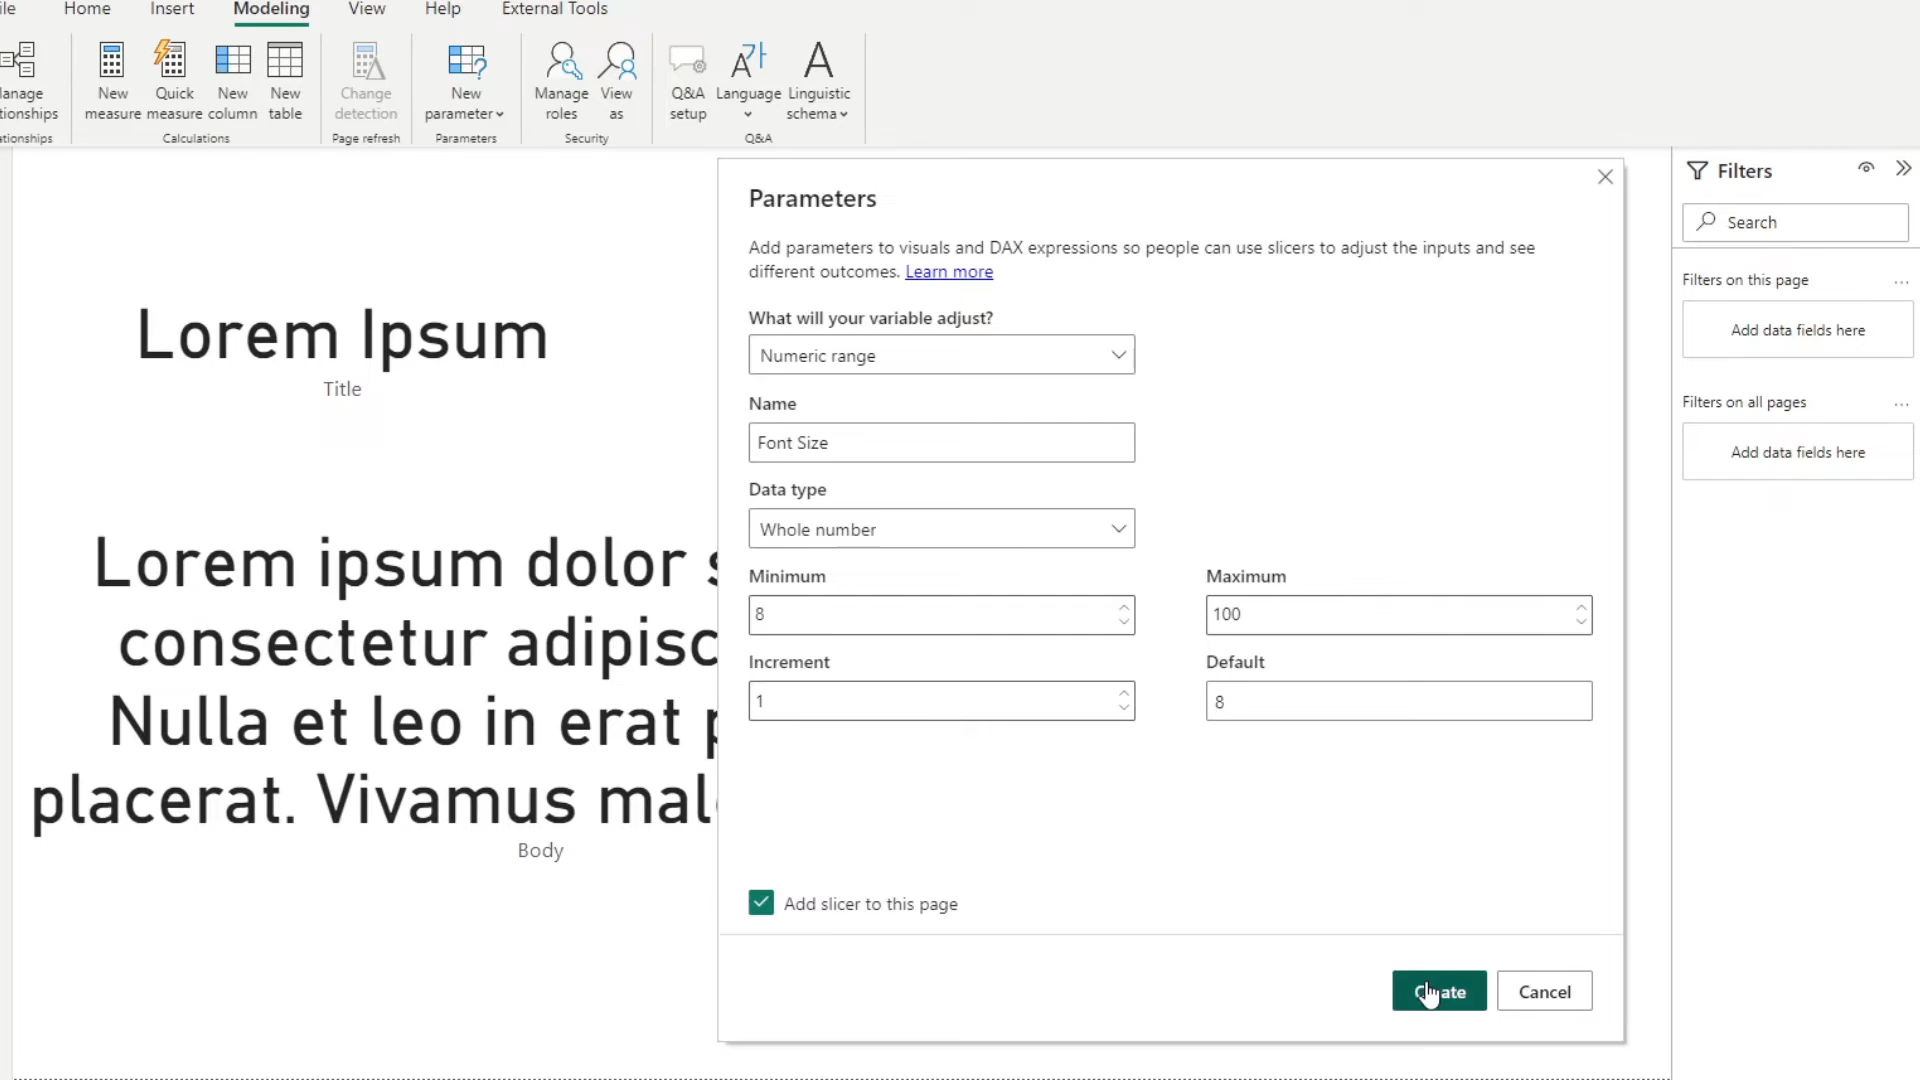 Home Insert Modeling View Help External Tools
New measure
Quick measure
New column
New table
Calculations
Change detection
Page refresh
New parameter
Parameters
Manage roles
View as
Security
Q&A setup
Language
Linguistic schema
Q&A
Lorem Ipsum
Title
Lorem ipsum dolor
consectetur
Nulla et leo in erat
placerat. Vivamus
Body
Parameters
Add parameters to visuals and DAX expressions so people can use slicers to adjust the inputs and see
different outcomes. Learn more
What will your variable adjust?
Numeric range
Name
Font Size
Data type
Whole number
Minimum
8
Maximum
100
Increment
1
Default
8
Add slicer to this page
Cancel
Filters
Search
Filters on this page ...
Add data fields here
Filters on all pages ...
Add data fields here